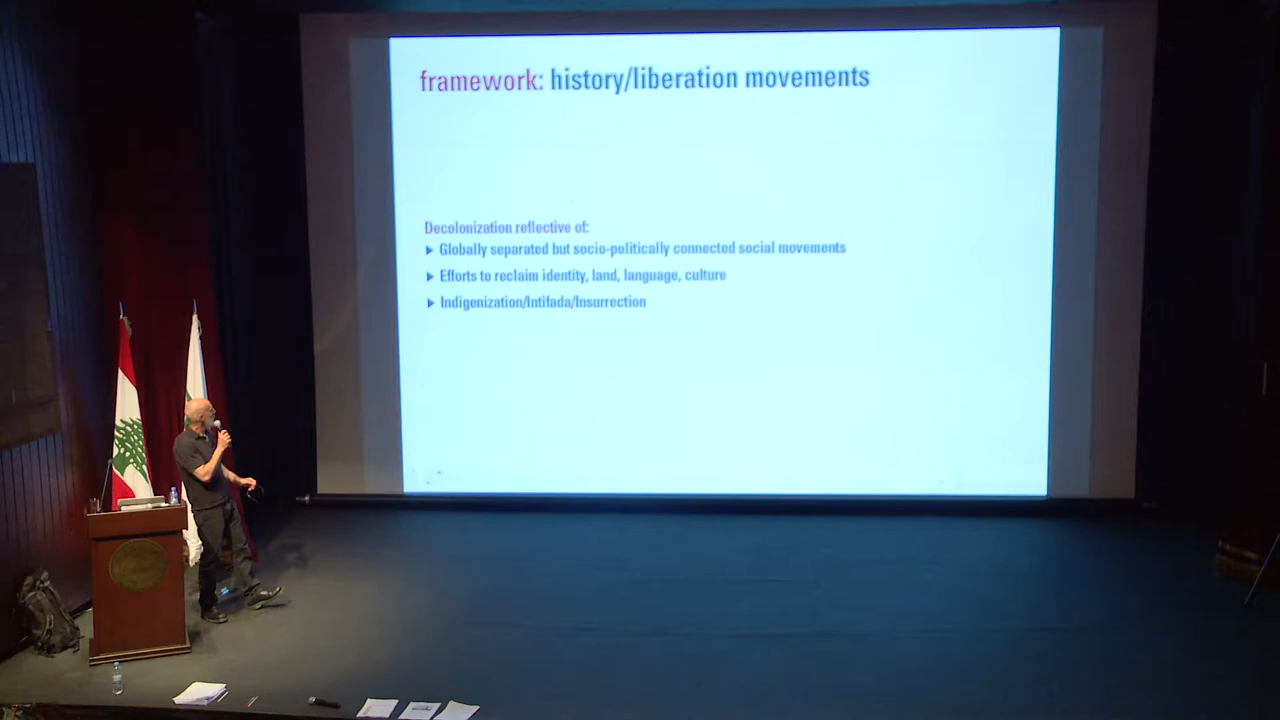 framework: history/liberation movements
Decolonization reflective of:
▶ Globally separated but socio-politically connected social movements
▶ Efforts to reclaim identity, land, language, culture
▶ Indigenization/Intifada/Insurrection